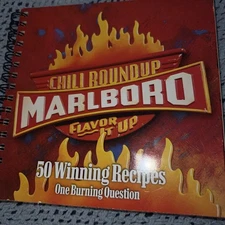 CHILI ROUNDUP
MARLBORO
FLAVOR IT UP
50 Winning Recipes
One Burning Question